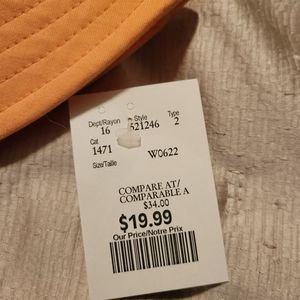 Dept/Rayon Style Type
16 521246 2
Cat
1471 W0622
Size/Taille
COMPARE AT/
COMPARABLE A
$34.00
$19.99
Our Price/Notre Prix